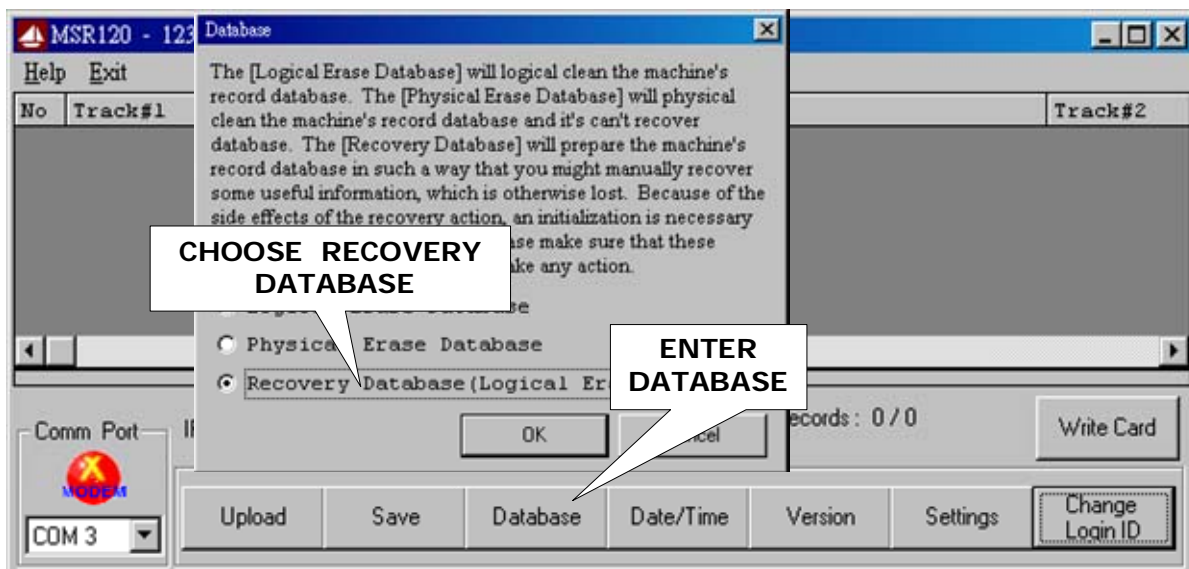 MSR120 - 123
Database
Help Exit
No Track#1 Track#2
The [Logical Erase Database] will logical clean the machine's
record database. The [Physical Erase Database] will physical
clean the machine's record database and it's can't recover
database. The [Recovery Database] will prepare the machine's
record database in such a way that you might manually recover
some useful information, which is otherwise lost. Because of the
side effects of the recovery action, an initialization is necessary
make sure that these
any action.
CHOOSE RECOVERY
DATABASE
Physical Erase Database
Recovery Database(Logical
ENTER
DATABASE
OK
Comm Port
: 0 / 0
Write Card
X
MODEM
COM 3
Upload Save Database Date/Time Version Settings Change
Login ID